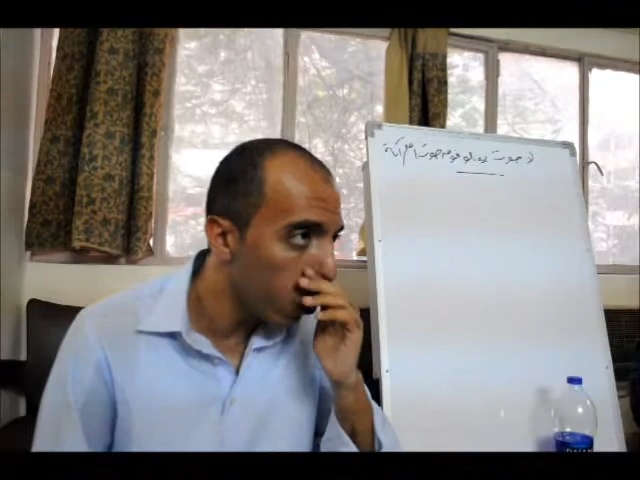 لا صوت يعلو فوق صوت المعركة